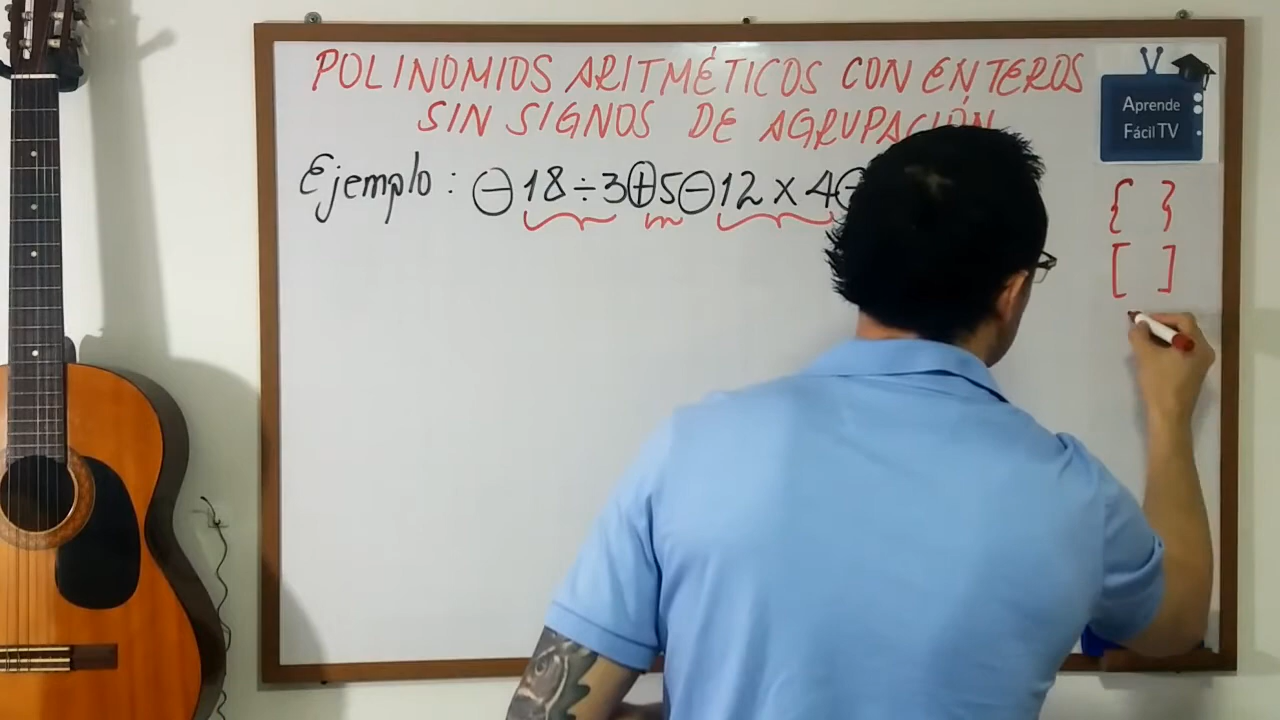 POLINOMIOS ARITMÉTICOS CON ENTEROS
SIN SIGNOS DE AGRUPACIÓN
Aprende
Fácil TV
Ejemplo: -18÷3+5-12×4
{ }
[ ]